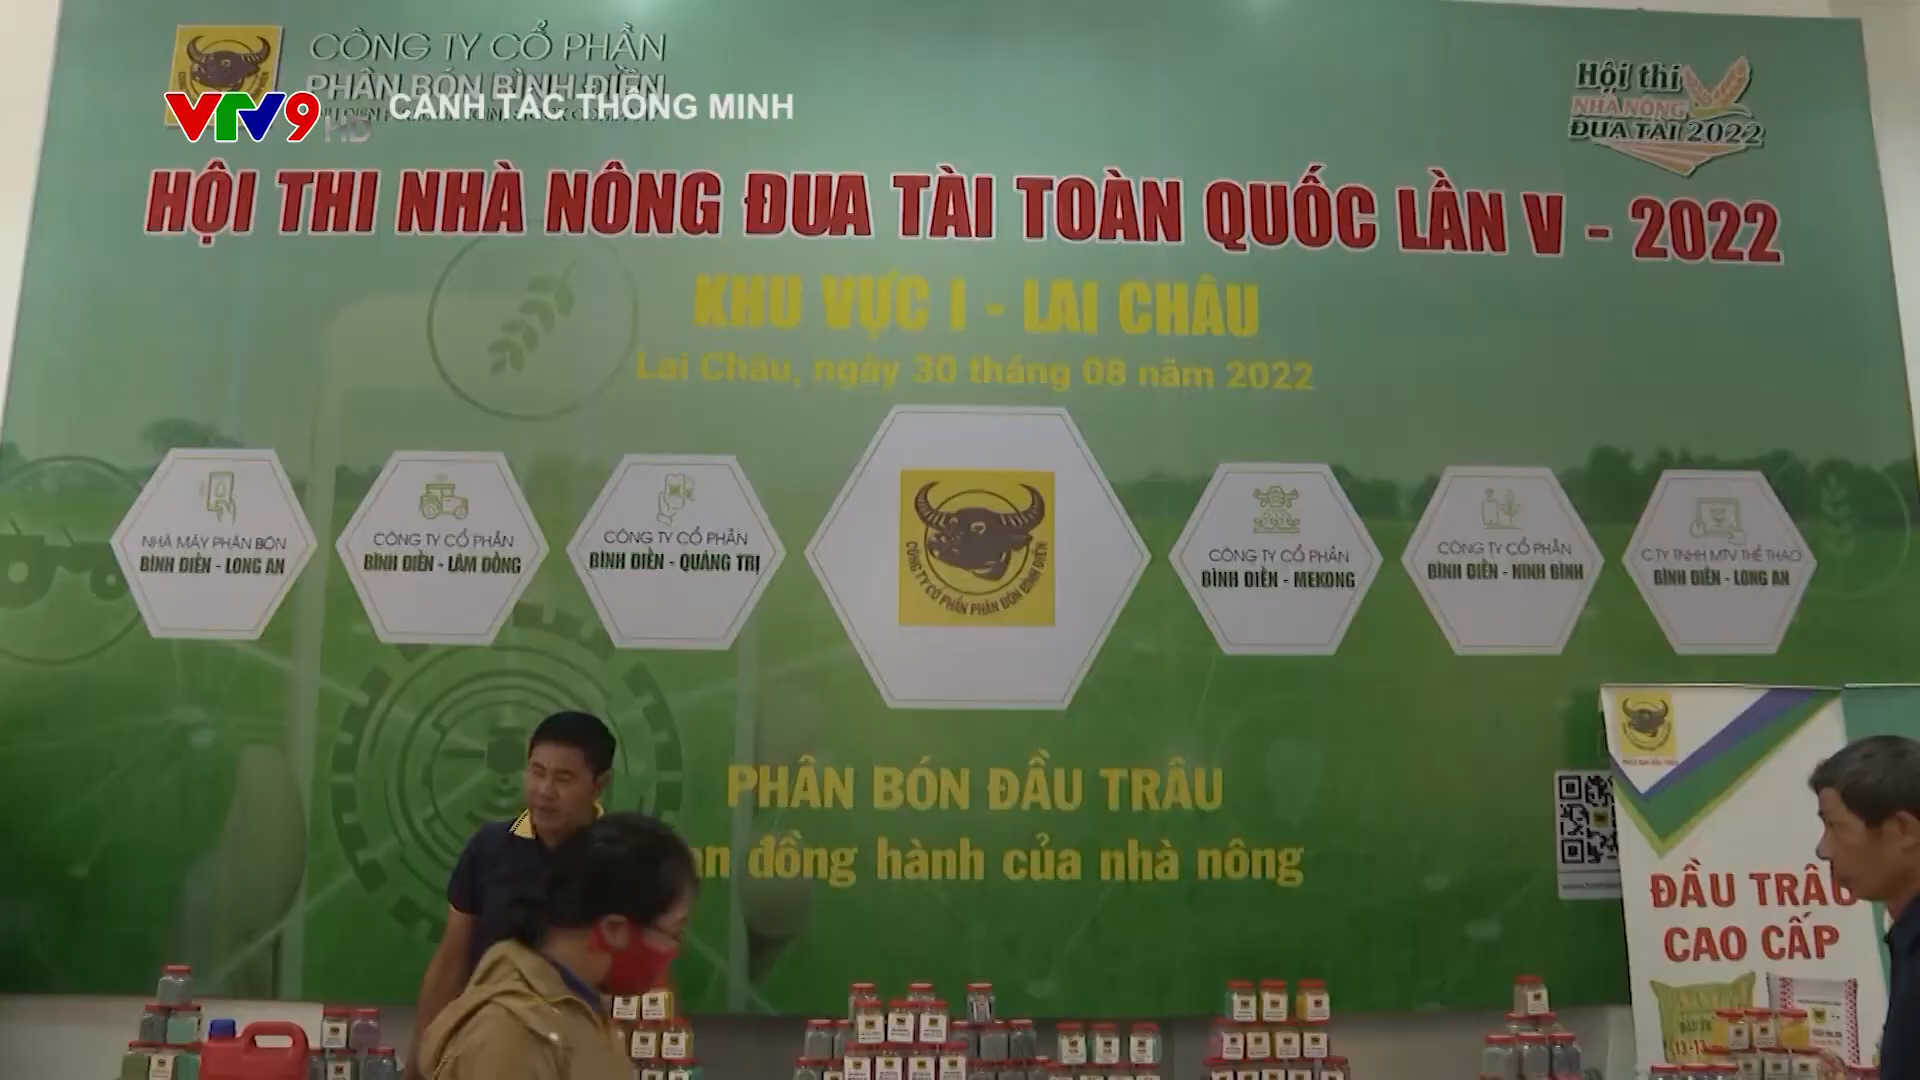 CÔNG TY CỔ PHẦN
PHÂN BÓN BÌNH ĐIỀN
VTV9
HD
CANH TÁC THÔNG MINH
Hội thi
NHÀ NÔNG
ĐUA TÀI 2022
HỘI THI NHÀ NÔNG ĐUA TÀI TOÀN QUỐC LẦN V - 2022
KHU VỰC I - LAI CHÂU
Lai Châu, ngày 30 tháng 08 năm 2022
NHÀ MÁY PHÂN BÓN
BÌNH ĐIỀN - LONG AN
CÔNG TY CỔ PHẦN
BÌNH ĐIỀN - LÂM ĐỒNG
CÔNG TY CỔ PHẦN
BÌNH ĐIỀN - QUẢNG TRỊ
CÔNG TY CỔ PHẦN PHÂN BÓN BÌNH ĐIỀN
CÔNG TY CỔ PHẦN
BÌNH ĐIỀN - MEKONG
CÔNG TY CỔ PHẦN
BÌNH ĐIỀN - NINH BÌNH
C.TY TNHH MTV THỂ THAO
BÌNH ĐIỀN - LONG AN
PHÂN BÓN ĐẦU TRÂU
đồng hành của nhà nông
ĐẦU TRÂU
CAO CẤP